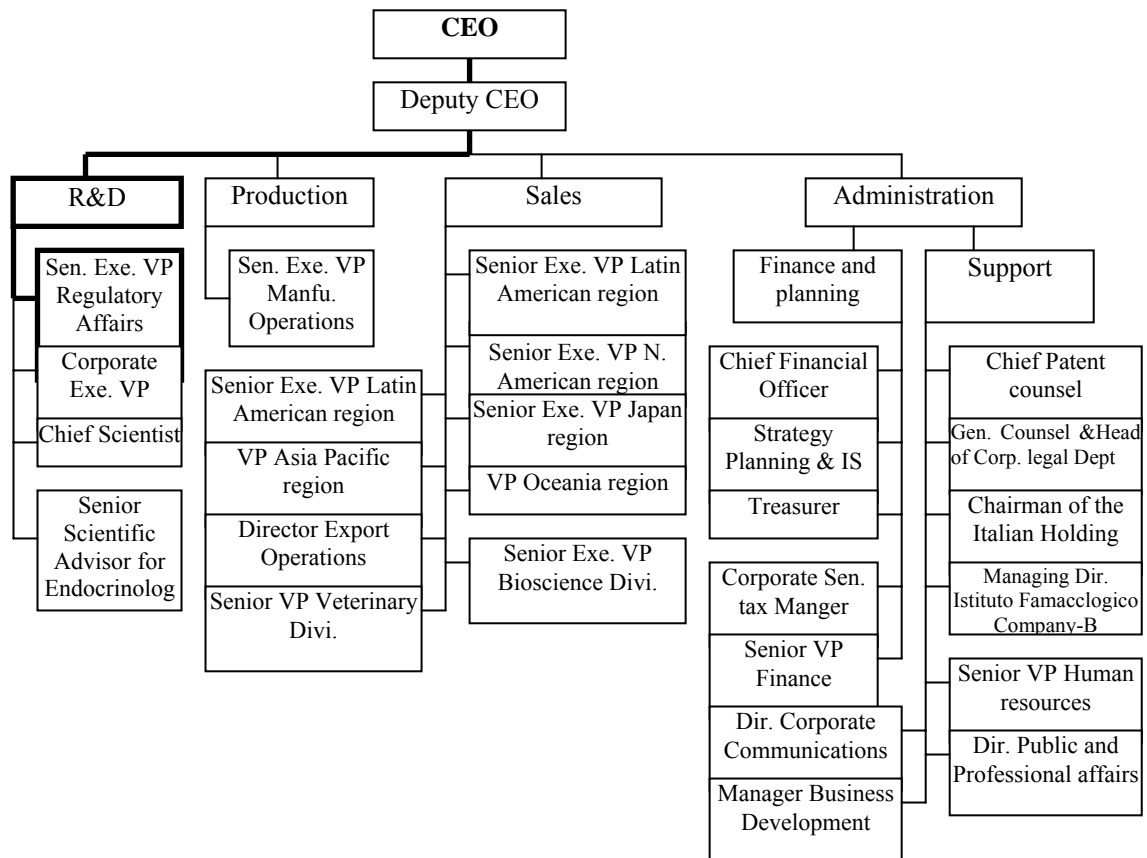 CEO
Deputy CEO
R&D
Production
Sales
Administration
Sen. Exe. VP
Regulatory
Affairs
Corporate
Exe. VP
Chief Scientist
Senior
Scientific
Advisor for
Endocrinolog
Sen. Exe. VP
Manfu.
Operations
Senior Exe. VP Latin
American region
VP Asia Pacific
region
Director Export
Operations
Senior VP Veterinary
Divi.
Senior Exe. VP Latin
American region
Senior Exe. VP N.
American region
Senior Exe. VP Japan
region
VP Oceania region
Senior Exe. VP
Bioscience Divi.
Finance and
planning
Chief Financial
Officer
Strategy
Planning & IS
Treasurer
Corporate Sen.
tax Manger
Senior VP
Finance
Dir. Corporate
Communications
Manager Business
Development
Support
Chief Patent
counsel
Gen. Counsel &Head
of Corp. legal Dept
Chairman of the
Italian Holding
Managing Dir.
Istituto Famacclogico
Company-B
Senior VP Human
resources
Dir. Public and
Professional affairs